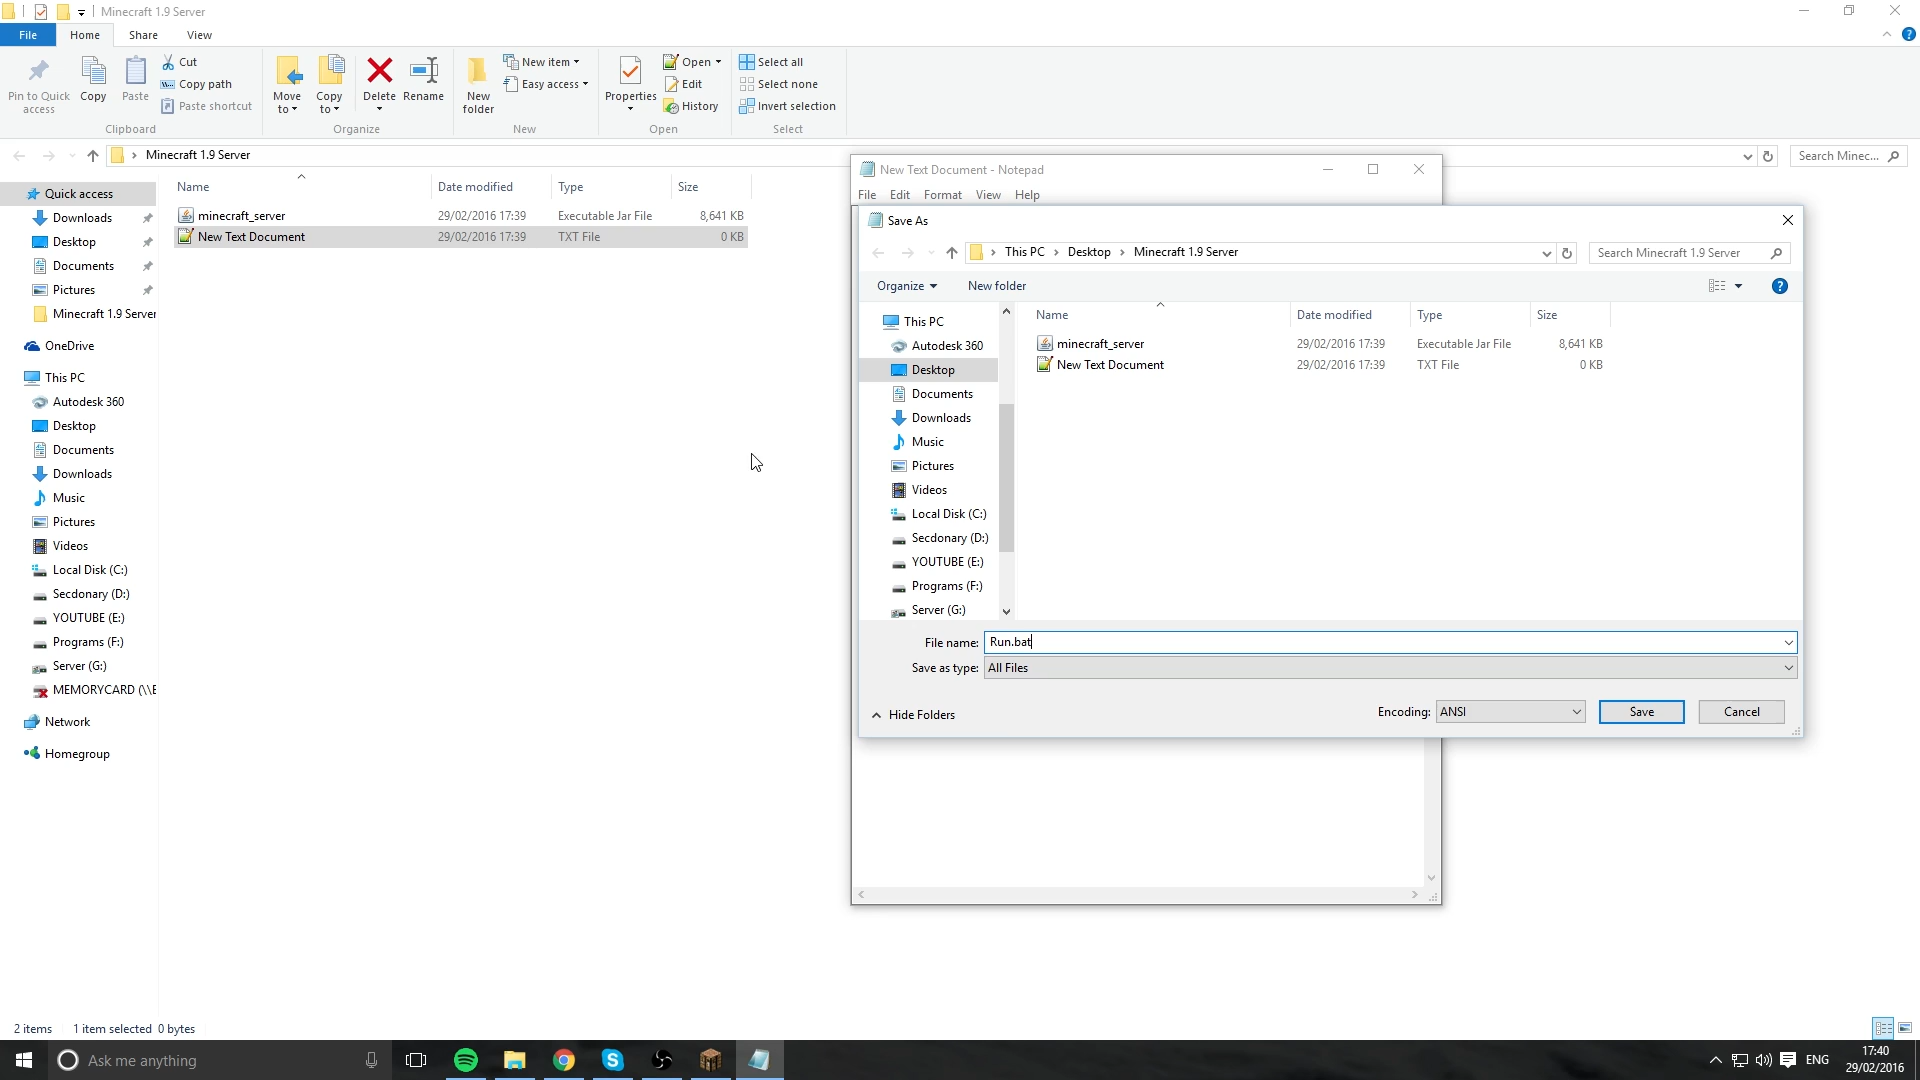 Minecraft 1.9 Server
File Home Share View
Pin to Quick access
Copy
Paste
Cut
Copy path
Paste shortcut
Clipboard
Move to
Copy to
Delete
Rename
Organize
New folder
New item
Easy access
New
Properties
Open
Edit
History
Open
Select all
Select none
Invert selection
Select
Minecraft 1.9 Server
Search Minec...
Quick access
Downloads
Desktop
Documents
Pictures
Minecraft 1.9 Server
OneDrive
This PC
Autodesk 360
Desktop
Documents
Downloads
Music
Pictures
Videos
Local Disk (C:)
Secdonary (D:)
YOUTUBE (E:)
Programs (F:)
Server (G:)
MEMORYCARD (\\E
Network
Homegroup
Name Date modified Type Size
minecraft_server 29/02/2016 17:39 Executable Jar File 8,641 KB
New Text Document 29/02/2016 17:39 TXT File 0 KB
New Text Document - Notepad
File Edit Format View Help
Save As
This PC Desktop Minecraft 1.9 Server
Search Minecraft 1.9 Server
Organize New folder
This PC
Autodesk 360
Desktop
Documents
Downloads
Music
Pictures
Videos
Local Disk (C:)
Secdonary (D:)
YOUTUBE (E:)
Programs (F:)
Server (G:)
Name Date modified Type Size
minecraft_server 29/02/2016 17:39 Executable Jar File 8,641 KB
New Text Document 29/02/2016 17:39 TXT File 0 KB
File name: Run.bat
Save as type: All Files
Hide Folders
Encoding: ANSI
Save
Cancel
2 items 1 item selected 0 bytes
Ask me anything
ENG
17:40
29/02/2016